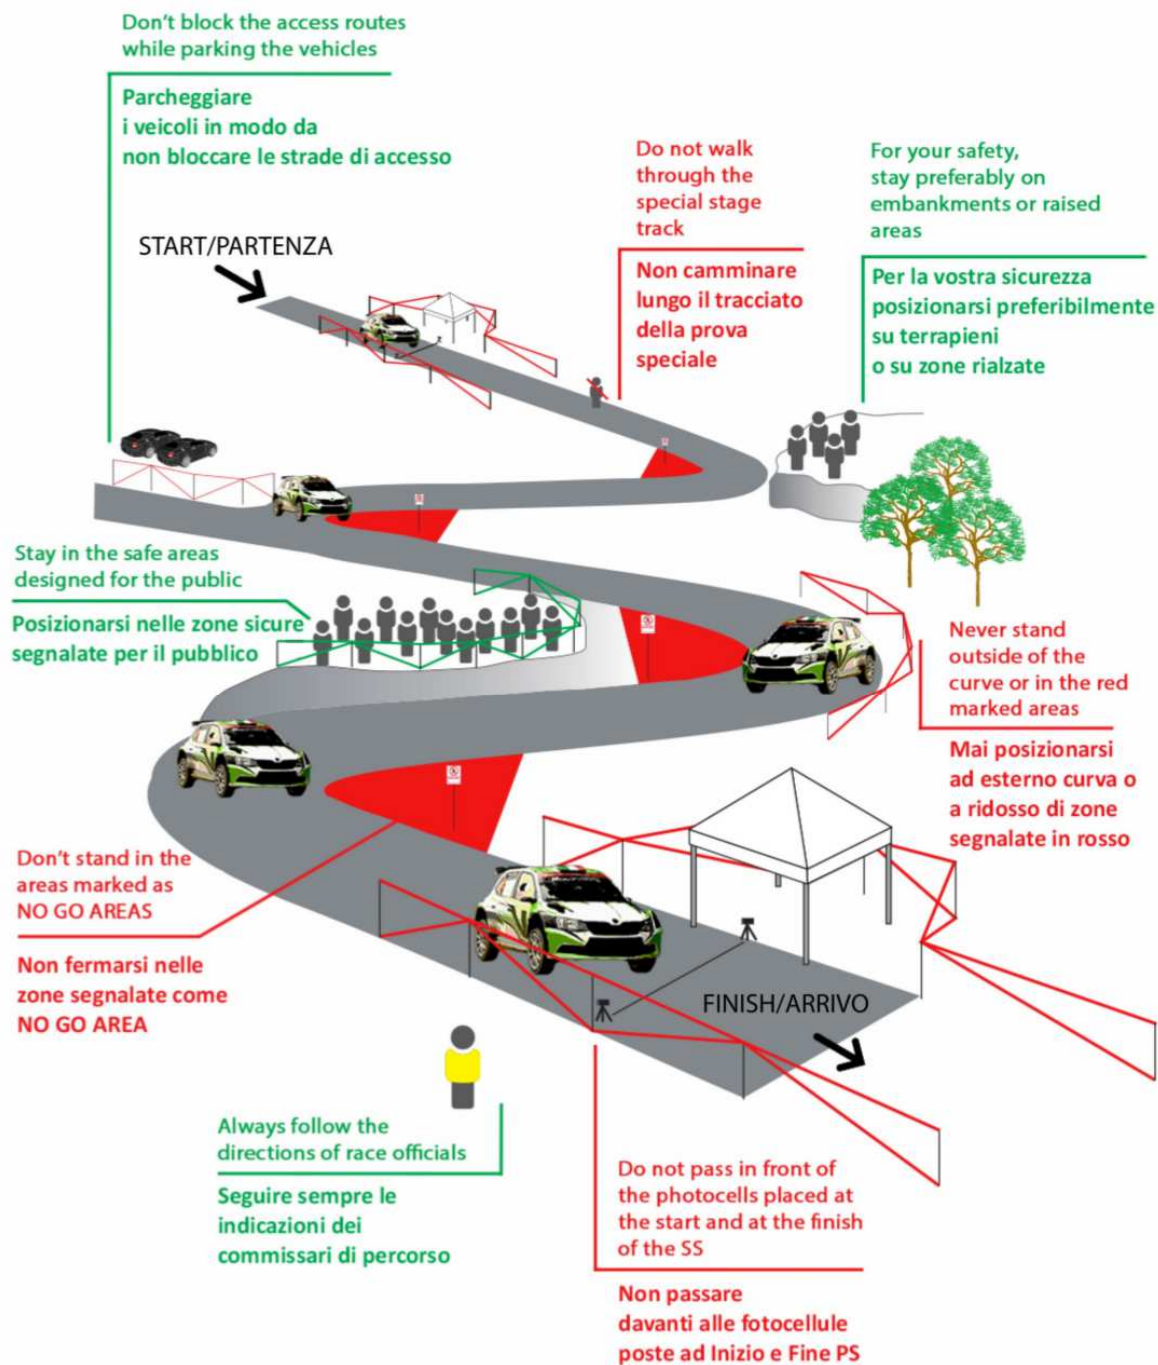 Don't block the access routes
while parking the vehicles
Parcheggiare
i veicoli in modo da
non bloccare le strade di accesso
Do not walk
through the
special stage
track
Non camminare
lungo il tracciato
della prova
speciale
For your safety,
stay preferably on
embankments or raised
areas
Per la vostra sicurezza
posizionarsi preferibilmente
su terrapieni
o su zone rialzate
START/PARTENZA
Stay in the safe areas
designed for the public
Posizionarsi nelle zone sicure
segnalate per il pubblico
Never stand
outside of the
curve or in the red
marked areas
Mai posizionarsi
ad esterno curva o
a ridosso di zone
segnalate in rosso
Don't stand in the
areas marked as
NO GO AREAS
Non fermarsi nelle
zone segnalate come
NO GO AREA
FINISH/ARRIVO
Always follow the
directions of race officials
Seguire sempre le
indicazioni dei
commissari di percorso
Do not pass in front of
the photocells placed at
the start and at the finish
of the SS
Non passare
davanti alle fotocellule
poste ad Inizio e Fine PS